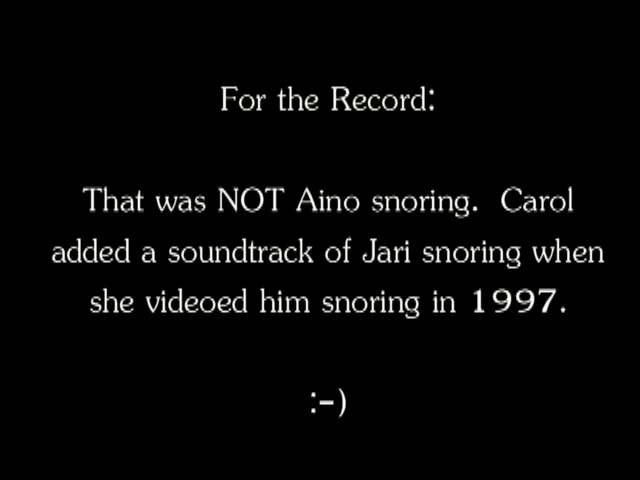 For the Record:
That was NOT Aino snoring.  Carol
added a soundtrack of Jari snoring when
she videoed him snoring in 1997.
:-)